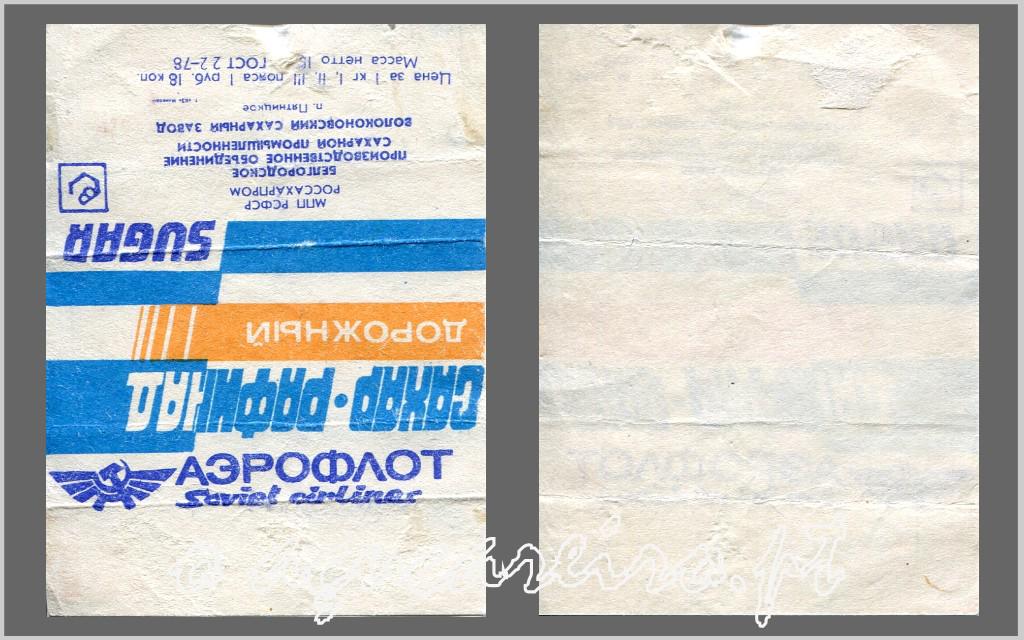 АЭРОФЛОТ
Soviet airlines
САХАР·РАФИНАД
ДОРОЖНЫЙ
SUGAR
МПП РСФСР
РОССАХАРПРОМ
БЕЛГОРОДСКОЕ
ПРОИЗВОДСТВЕННОЕ ОБЪЕДИНЕНИЕ
САХАРНОЙ ПРОМЫШЛЕННОСТИ
ВОЛОКОНОВСКИЙ САХАРНЫЙ ЗАВОД
п. Пятницкое
Цена за 1 кг I, II, III пояса 1 руб. 18 коп.
Масса нетто 15 ГОСТ 22-78